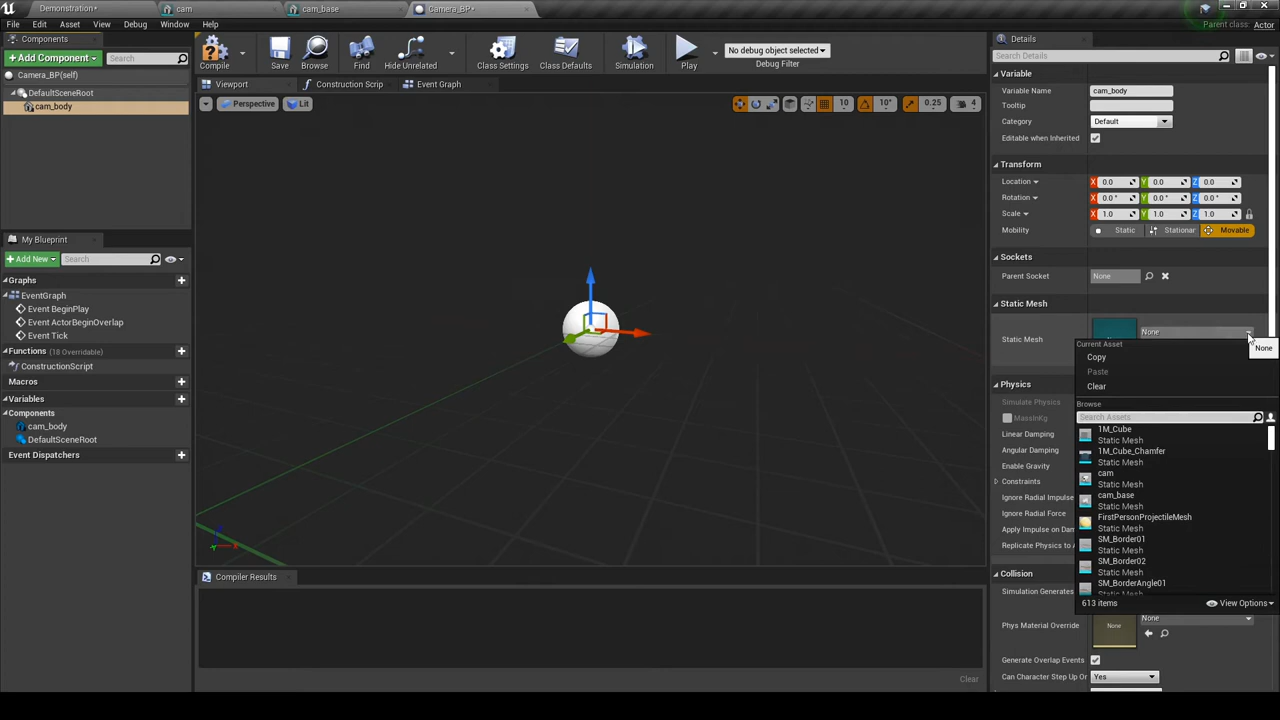 Demonstration*
cam
cam_base
Camera_BP*
File
Edit
Asset
View
Debug
Window
Help
Parent class: Actor
Components
+Add Component
Search
Camera_BP(self)
DefaultSceneRoot
cam_body
Compile
Save
Browse
Find
Hide Unrelated
Class Settings
Class Defaults
Simulation
Play
No debug object selected
Debug Filter
Viewport
Construction Script
Event Graph
Perspective
Lit
10
10°
0.25
4
My Blueprint
+Add New
Search
Graphs
EventGraph
Event BeginPlay
Event ActorBeginOverlap
Event Tick
Functions (18 Overridable)
ConstructionScript
Macros
Variables
Components
cam_body
DefaultSceneRoot
Event Dispatchers
Compiler Results
Clear
Details
Search Details
Variable
Variable Name
cam_body
Tooltip
Category
Default
Editable when Inherited
Transform
Location
X 0.0 Y 0.0 Z 0.0
Rotation
X 0.0° Y 0.0° Z 0.0°
Scale
X 1.0 Y 1.0 Z 1.0
Mobility
Static
Stationar
Movable
Sockets
Parent Socket
None
Static Mesh
Static Mesh
None
None
Current Asset
Copy
Paste
Clear
Browse
Search Assets
1M_Cube
Static Mesh
1M_Cube_Chamfer
Static Mesh
cam
Static Mesh
cam_base
Static Mesh
FirstPersonProjectileMesh
Static Mesh
SM_Border01
Static Mesh
SM_Border02
Static Mesh
SM_BorderAngle01
Static Mesh
613 items
View Options
Physics
Simulate Physics
MassInKg
Linear Damping
Angular Damping
Enable Gravity
Constraints
Ignore Radial Impuls
Ignore Radial Force
Apply Impulse on Da
Replicate Physics to A
Collision
Simulation Generates
Phys Material Override
None
None
Generate Overlap Events
Can Character Step Up Or
Yes